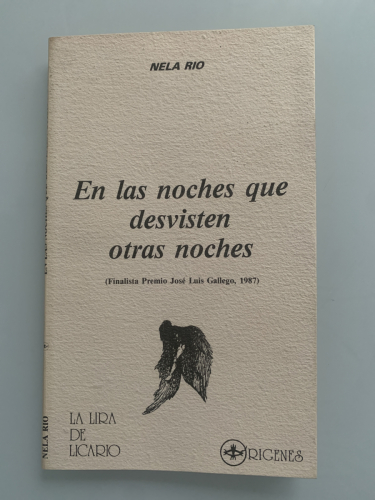 NELA RIO
En las noches que
desvisten
otras noches
(Finalista Premio José Luis Gallego, 1987)
LA LIRA
DE
LICARIO
ORIGENES
NELA RIO